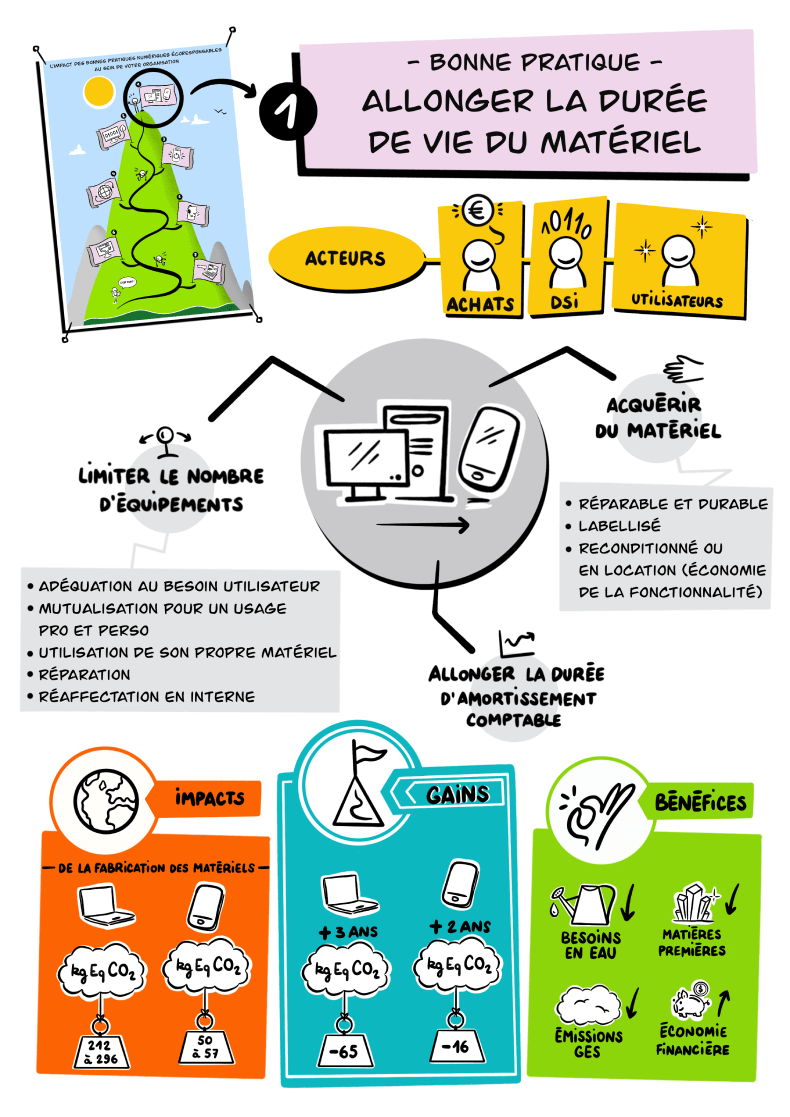 L'IMPACT DES BONNES PRATIQUES NUMÉRIQUES ÉCORESPONSABLES
AU SEIN DE VOTRE ORGANISATION
1
- BONNE PRATIQUE -
ALLONGER LA DURÉE
DE VIE DU MATÉRIEL
ACTEURS
€
ACHATS
10110
DSI
UTILISATEURS
ACQUÉRIR
DU MATÉRIEL
• RÉPARABLE ET DURABLE
• LABELLISÉ
• RECONDITIONNÉ OU
EN LOCATION (ÉCONOMIE
DE LA FONCTIONNALITÉ)
LIMITER LE NOMBRE
D'ÉQUIPEMENTS
• ADÉQUATION AU BESOIN UTILISATEUR
• MUTUALISATION POUR UN USAGE
PRO ET PERSO
• UTILISATION DE SON PROPRE MATÉRIEL
• RÉPARATION
• RÉAFFECTATION EN INTERNE
ALLONGER LA DURÉE
D'AMORTISSEMENT
COMPTABLE
IMPACTS
- DE LA FABRICATION DES MATÉRIELS -
kg Eq CO2
212
à 296
kg Eq CO2
50
à 57
GAINS
+ 3 ANS
kg Eq CO2
-65
+ 2 ANS
kg Eq CO2
-16
BÉNÉFICES
BESOINS
EN EAU
MATIÈRES
PREMIÈRES
ÉMISSIONS
GES
$
ÉCONOMIE
FINANCIÈRE